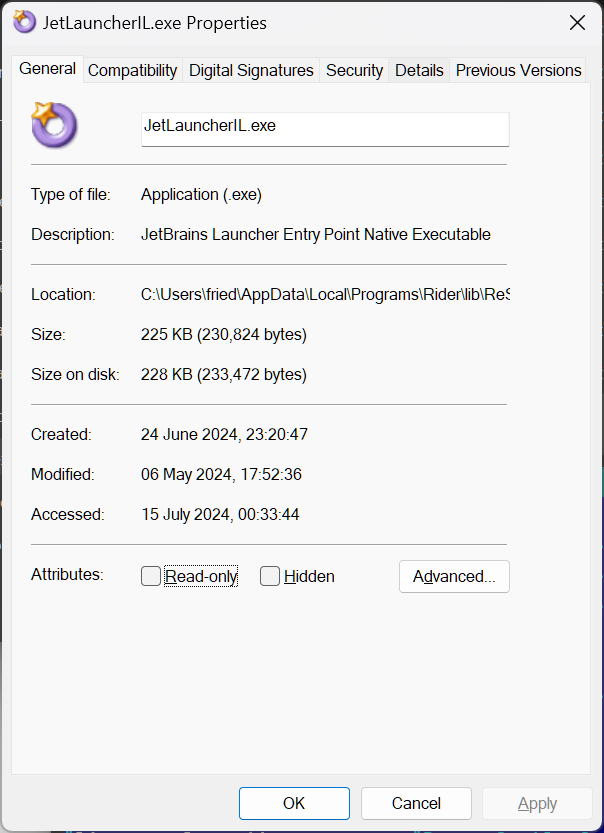 JetLauncherIL.exe Properties
General Compatibility Digital Signatures Security Details Previous Versions
JetLauncherIL.exe
Type of file: Application (.exe)
Description: JetBrains Launcher Entry Point Native Executable
Location: C:\Users\fried\AppData\Local\Programs\Rider\lib\ReS
Size: 225 KB (230,824 bytes)
Size on disk: 228 KB (233,472 bytes)
Created: 24 June 2024, 23:20:47
Modified: 06 May 2024, 17:52:36
Accessed: 15 July 2024, 00:33:44
Attributes: Read-only Hidden Advanced...
OK Cancel Apply